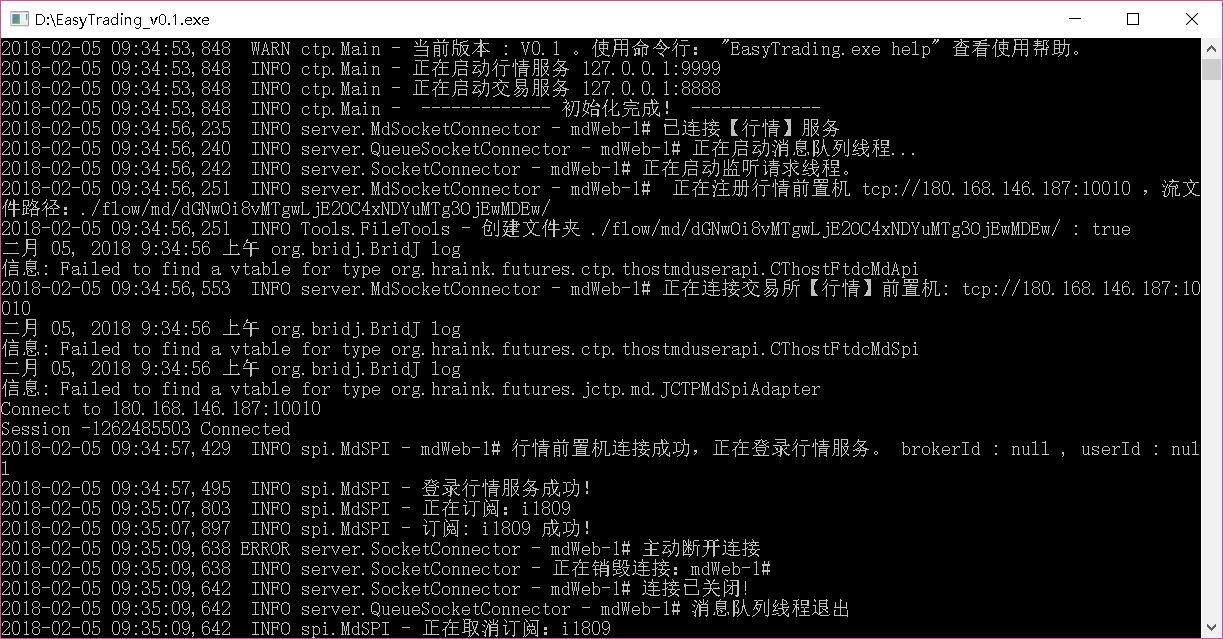 D:\EasyTrading_v0.1.exe
2018-02-05 09:34:53,848  WARN ctp.Main - 当前版本 : V0.1 。使用命令行: "EasyTrading.exe help" 查看使用帮助。
2018-02-05 09:34:53,848  INFO ctp.Main - 正在启动行情服务 127.0.0.1:9999
2018-02-05 09:34:53,848  INFO ctp.Main - 正在启动交易服务 127.0.0.1:8888
2018-02-05 09:34:53,848  INFO ctp.Main -  ------------- 初始化完成! -------------
2018-02-05 09:34:56,235  INFO server.MdSocketConnector - mdWeb-1# 已连接【行情】服务
2018-02-05 09:34:56,240  INFO server.QueueSocketConnector - mdWeb-1# 正在启动消息队列线程...
2018-02-05 09:34:56,242  INFO server.SocketConnector - mdWeb-1# 正在启动监听请求线程。
2018-02-05 09:34:56,251  INFO server.MdSocketConnector - mdWeb-1#  正在注册行情前置机 tcp://180.168.146.187:10010 ，流文
件路径: ./flow/md/dGNwOi8vMTgwLjE2OC4xNDYuMTg3OjEwMDEw/
2018-02-05 09:34:56,251  INFO Tools.FileTools - 创建文件夹 ./flow/md/dGNwOi8vMTgwLjE2OC4xNDYuMTg3OjEwMDEw/ : true
二月 05, 2018 9:34:56 上午 org.bridj.BridJ log
信息: Failed to find a vtable for type org.hraink.futures.ctp.thostmduserapi.CThostFtdcMdApi
2018-02-05 09:34:56,553  INFO server.MdSocketConnector - mdWeb-1# 正在连接交易所【行情】前置机: tcp://180.168.146.187:10
010
二月 05, 2018 9:34:56 上午 org.bridj.BridJ log
信息: Failed to find a vtable for type org.hraink.futures.ctp.thostmduserapi.CThostFtdcMdSpi
二月 05, 2018 9:34:56 上午 org.bridj.BridJ log
信息: Failed to find a vtable for type org.hraink.futures.jctp.md.JCTPMdSpiAdapter
Connect to 180.168.146.187:10010
Session -1262485503 Connected
2018-02-05 09:34:57,429  INFO spi.MdSPI - mdWeb-1# 行情前置机连接成功，正在登录行情服务。 brokerId : null , userId : nul
l
2018-02-05 09:34:57,495  INFO spi.MdSPI - 登录行情服务成功!
2018-02-05 09:35:07,803  INFO spi.MdSPI - 正在订阅: i1809
2018-02-05 09:35:07,897  INFO spi.MdSPI - 订阅: i1809 成功!
2018-02-05 09:35:09,638 ERROR server.SocketConnector - mdWeb-1# 主动断开连接
2018-02-05 09:35:09,638  INFO server.SocketConnector - 正在销毁连接: mdWeb-1#
2018-02-05 09:35:09,642  INFO server.SocketConnector - mdWeb-1# 连接已关闭!
2018-02-05 09:35:09,642  INFO server.QueueSocketConnector - mdWeb-1# 消息队列线程退出
2018-02-05 09:35:09,642  INFO spi.MdSPI - 正在取消订阅: i1809